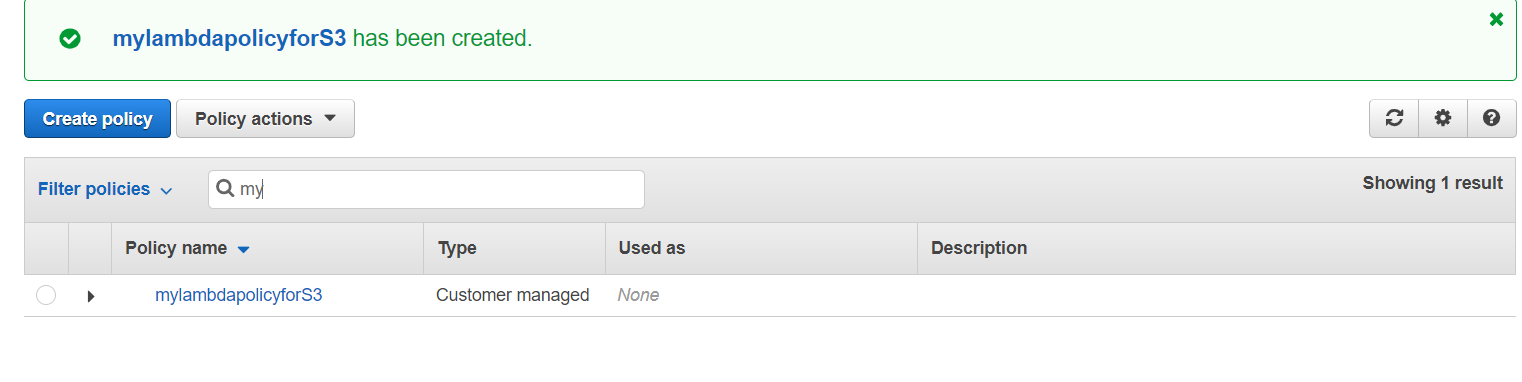 mylambdapolicyforS3 has been created.
Create policy Policy actions
Filter policies my Showing 1 result
Policy name Type Used as Description
mylambdapolicyforS3 Customer managed None